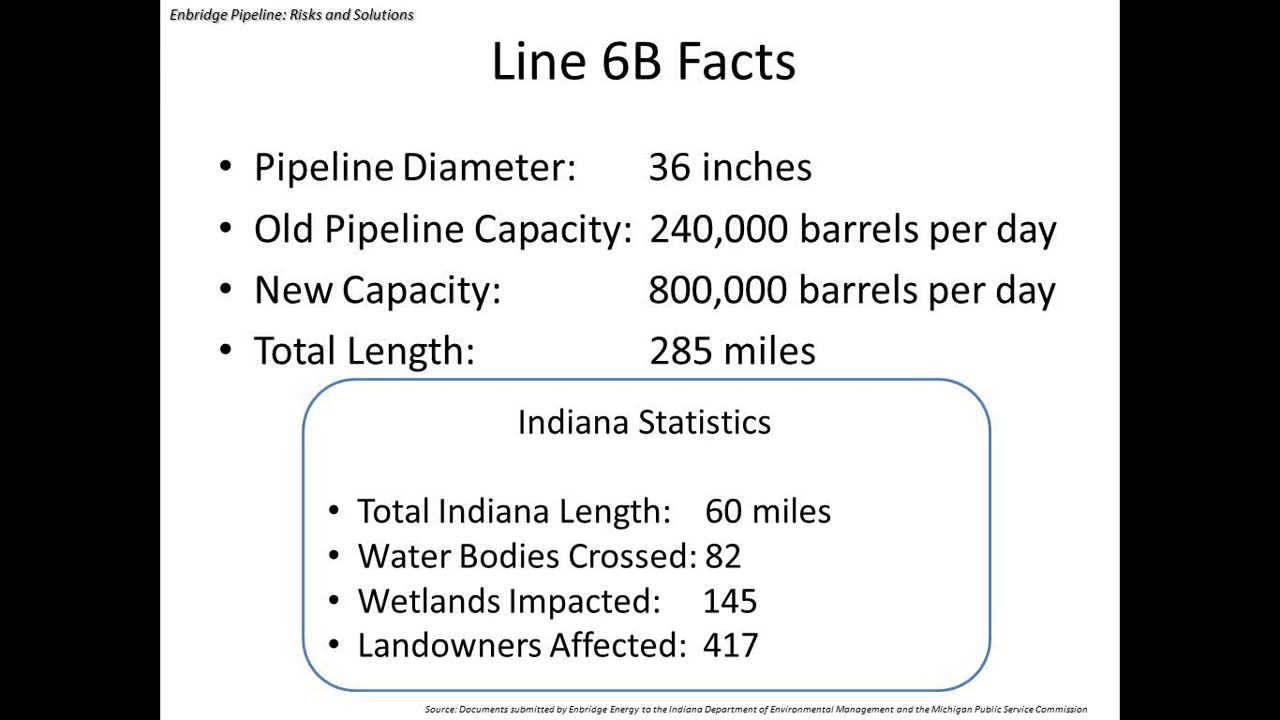 Enbridge Pipeline: Risks and Solutions
Line 6B Facts
• Pipeline Diameter: 36 inches
• Old Pipeline Capacity: 240,000 barrels per day
• New Capacity: 800,000 barrels per day
• Total Length: 285 miles
Indiana Statistics
• Total Indiana Length: 60 miles
• Water Bodies Crossed: 82
• Wetlands Impacted: 145
• Landowners Affected: 417
Source: Documents submitted by Enbridge Energy to the Indiana Department of Environmental Management and the Michigan Public Service Commission